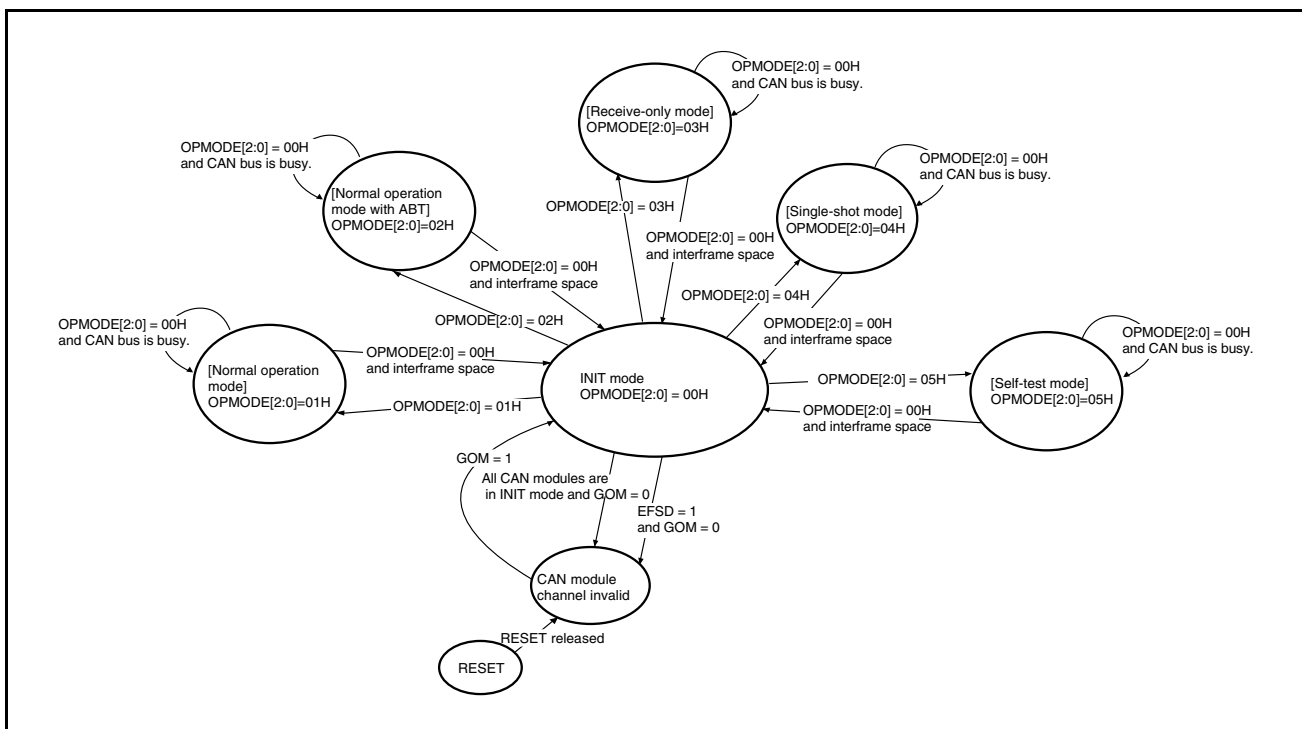 OPMODE[2:0] = 00H
and CAN bus is busy.
[Receive-only mode]
OPMODE[2:0]=03H
OPMODE[2:0] = 00H
and CAN bus is busy.
[Normal operation
mode with ABT]
OPMODE[2:0]=02H
OPMODE[2:0] = 00H
and CAN bus is busy.
[Single-shot mode]
OPMODE[2:0]=04H
OPMODE[2:0] = 03H
OPMODE[2:0] = 00H
and interframe space
OPMODE[2:0] = 00H
and interframe space
OPMODE[2:0] = 04H
OPMODE[2:0] = 02H
OPMODE[2:0] = 00H
and interframe space
OPMODE[2:0] = 00H
and CAN bus is busy.
[Normal operation
mode]
OPMODE[2:0]=01H
OPMODE[2:0] = 00H
and interframe space
OPMODE[2:0] = 01H
INIT mode
OPMODE[2:0] = 00H
OPMODE[2:0] = 05H
OPMODE[2:0] = 00H
and interframe space
[Self-test mode]
OPMODE[2:0]=05H
OPMODE[2:0] = 00H
and CAN bus is busy.
GOM = 1
All CAN modules are
in INIT mode and GOM = 0
EFSD = 1
and GOM = 0
CAN module
channel invalid
RESET released
RESET